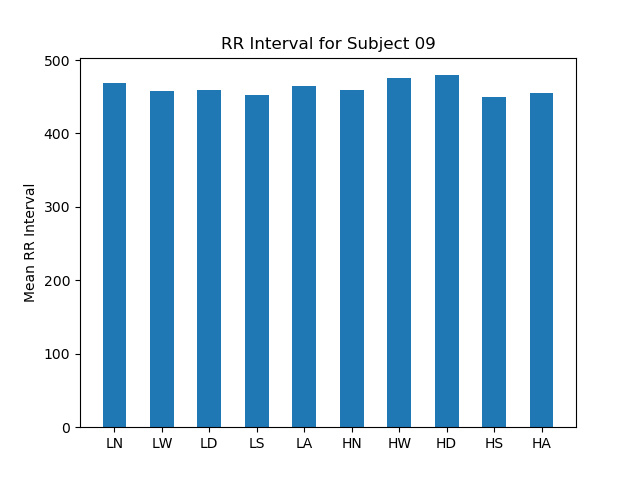 RR Interval for Subject 09
500
400
300
200
100
0
Mean RR Interval
LN LW LD LS LA HN HW HD HS HA